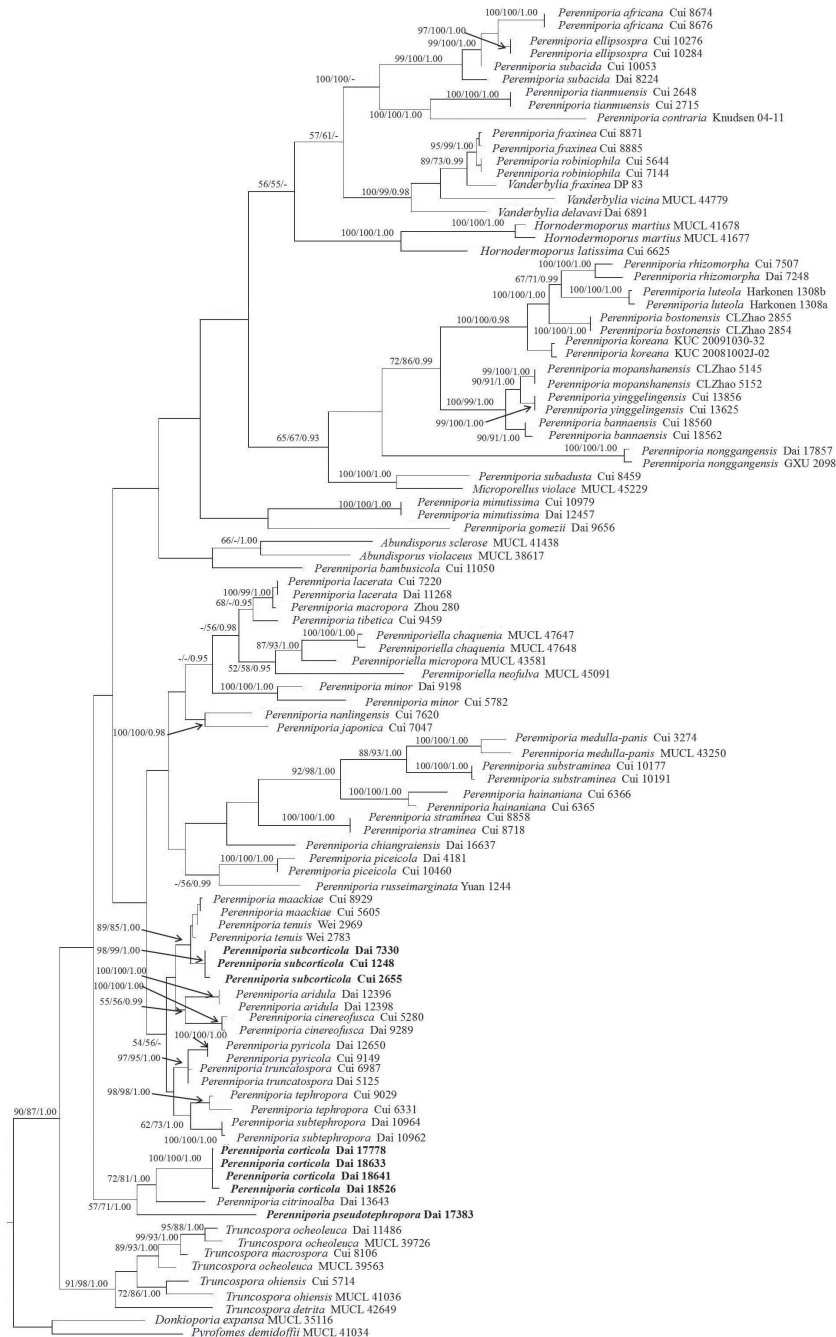 100/100/1.00 Perenniporia africana Cui 8674
Perenniporia africana Cui 8676
97/100/1.00 Perenniporia ellipsospra Cui 10276
99/100/1.00 Perenniporia ellipsospra Cui 10284
99/100/1.00 Perenniporia subacida Cui 10053
100/100/- Perenniporia subacida Dai 8224
100/100/1.00 Perenniporia tianmuensis Cui 2648
Perenniporia tianmuensis Cui 2715
100/100/1.00 Perenniporia contraria Knudsen 04-11
57/61/- Perenniporia fraxinea Cui 8871
95/99/1.00 Perenniporia fraxinea Cui 8885
89/73/0.99 Perenniporia robiniophila Cui 5644
Perenniporia robiniophila Cui 7144
56/55/- Vanderbylia fraxinea DP 83
100/99/0.98 Vanderbylia vicina MUCL 44779
Vanderbylia delavavi Dai 6891
100/100/1.00 Hornodermoporus martius MUCL 41678
100/100/1.00 Hornodermoporus martius MUCL 41677
Hornodermoporus latissima Cui 6625
100/100/1.00 Perenniporia rhizomorpha Cui 7507
67/71/0.99 Perenniporia rhizomorpha Dai 7248
100/100/1.00 100/100/1.00 Perenniporia luteola Harkonen 1308b
Perenniporia luteola Harkonen 1308a
100/100/0.98 Perenniporia bostonensis CLZhao 2855
100/100/1.00 Perenniporia bostonensis CLZhao 2854
Perenniporia koreana KUC 20091030-32
Perenniporia koreana KUC 20081002J-02
72/86/0.99 99/100/1.00 Perenniporia mopanshanensis CLZhao 5145
90/91/1.00 Perenniporia mopanshanensis CLZhao 5152
100/99/1.00 Perenniporia yinggelingensis Cui 13856
99/100/1.00 Perenniporia yinggelingensis Cui 13625
Perenniporia bannaensis Cui 18560
90/91/1.00 Perenniporia bannaensis Cui 18562
65/67/0.93 100/100/1.00 Perenniporia nonggangensis Dai 17857
Perenniporia nonggangensis GXU 2098
100/100/1.00 Perenniporia subadusta Cui 8459
Microporellus violace MUCL 45229
100/100/1.00 Perenniporia minutissima Cui 10979
Perenniporia minutissima Dai 12457
Perenniporia gomezii Dai 9656
66/-/1.00 Abundisporus sclerose MUCL 41438
Abundisporus violaceus MUCL 38617
Perenniporia bambusicola Cui 11050
Perenniporia lacerata Cui 7220
100/99/1.00 Perenniporia lacerata Dai 11268
68/-/0.95 Perenniporia macropora Zhou 280
Perenniporia tibetica Cui 9459
-/56/0.98 100/100/1.00 Perenniporiella chaquenia MUCL 47647
87/93/1.00 Perenniporiella chaquenia MUCL 47648
-/-/0.95 Perenniporiella micropora MUCL 43581
52/58/0.95 Perenniporiella neofulva MUCL 45091
100/100/1.00 Perenniporia minor Dai 9198
Perenniporia minor Cui 5782
Perenniporia nanlingensis Cui 7620
100/100/0.98 Perenniporia japonica Cui 7047
100/100/1.00 Perenniporia medulla-panis Cui 3274
88/93/1.00 Perenniporia medulla-panis MUCL 43250
92/98/1.00 100/100/1.00 Perenniporia substraminea Cui 10177
Perenniporia substraminea Cui 10191
100/100/1.00 Perenniporia hainaniana Cui 6366
Perenniporia hainaniana Cui 6365
100/100/1.00 Perenniporia straminea Cui 8858
Perenniporia straminea Cui 8718
Perenniporia chiangraiensis Dai 16637
100/100/1.00 Perenniporia piceicola Dai 4181
Perenniporia piceicola Cui 10460
-/56/0.99 Perenniporia russeimarginata Yuan 1244
Perenniporia maackiae Cui 8929
Perenniporia maackiae Cui 5605
89/85/1.00 Perenniporia tenuis Wei 2969
Perenniporia tenuis Wei 2783
98/99/1.00 Perenniporia subcorticola Dai 7330
Perenniporia subcorticola Cui 1248
100/100/1.00 Perenniporia subcorticola Cui 2655
100/100/1.00 Perenniporia aridula Dai 12396
55/56/0.99 Perenniporia aridula Dai 12398
Perenniporia cinereofusca Cui 5280
Perenniporia cinereofusca Dai 9289
54/56/- 100/100/1.00 Perenniporia pyricola Dai 12650
97/95/1.00 Perenniporia pyricola Cui 9149
Perenniporia truncatospora Cui 6987
Perenniporia truncatospora Dai 5125
98/98/1.00 Perenniporia tephropora Cui 9029
Perenniporia tephropora Cui 6331
90/87/1.00 62/73/1.00 Perenniporia subtephropora Dai 10964
100/100/1.00 Perenniporia subtephropora Dai 10962
Perenniporia corticola Dai 17778
100/100/1.00 Perenniporia corticola Dai 18633
72/81/1.00 Perenniporia corticola Dai 18641
Perenniporia corticola Dai 18526
57/71/1.00 Perenniporia citrinoalba Dai 13643
Perenniporia pseudotephropora Dai 17383
95/88/1.00 Truncospora ocheoleuca Dai 11486
99/93/1.00 Truncospora ocheoleuca MUCL 39726
89/93/1.00 Truncospora macrospora Cui 8106
Truncospora ocheoleuca MUCL 39563
91/98/1.00 Truncospora ohiensis Cui 5714
72/86/1.00 Truncospora ohiensis MUCL 41036
Truncospora detrita MUCL 42649
Donkioporia expansa MUCL 35116
Pyrofomes demidoffii MUCL 41034